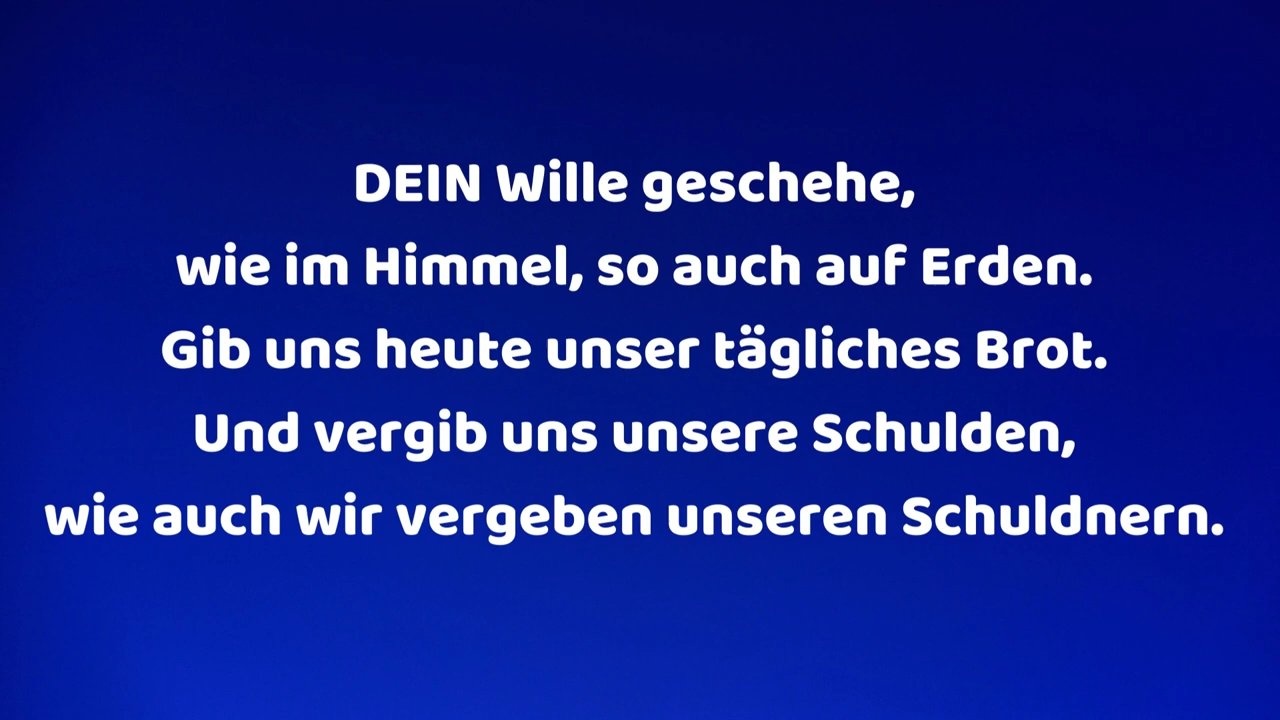 DEIN Wille geschehe,
wie im Himmel, so auch auf Erden.
Gib uns heute unser tägliches Brot.
Und vergib uns unsere Schulden,
wie auch wir vergeben unseren Schuldnern.